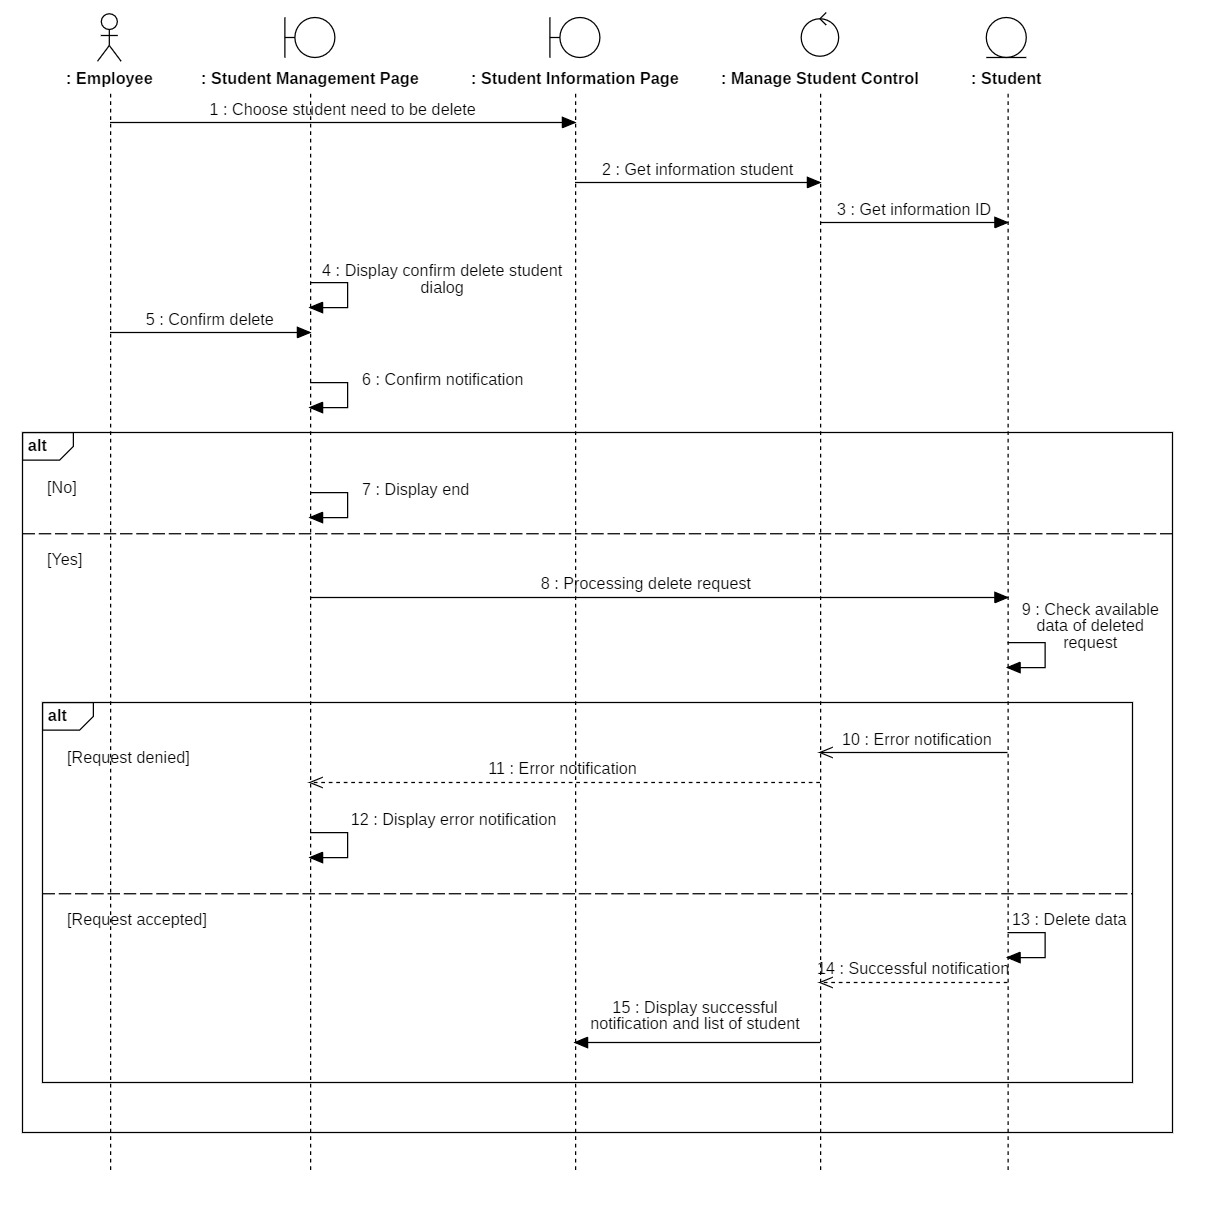 : Employee
: Student Management Page
: Student Information Page
: Manage Student Control
: Student
1 : Choose student need to be delete
2 : Get information student
3 : Get information ID
4 : Display confirm delete student
dialog
5 : Confirm delete
6 : Confirm notification
alt
[No]
7 : Display end
[Yes]
8 : Processing delete request
9 : Check available
data of deleted
request
alt
[Request denied]
10 : Error notification
11 : Error notification
12 : Display error notification
[Request accepted]
13 : Delete data
14 : Successful notification
15 : Display successful
notification and list of student